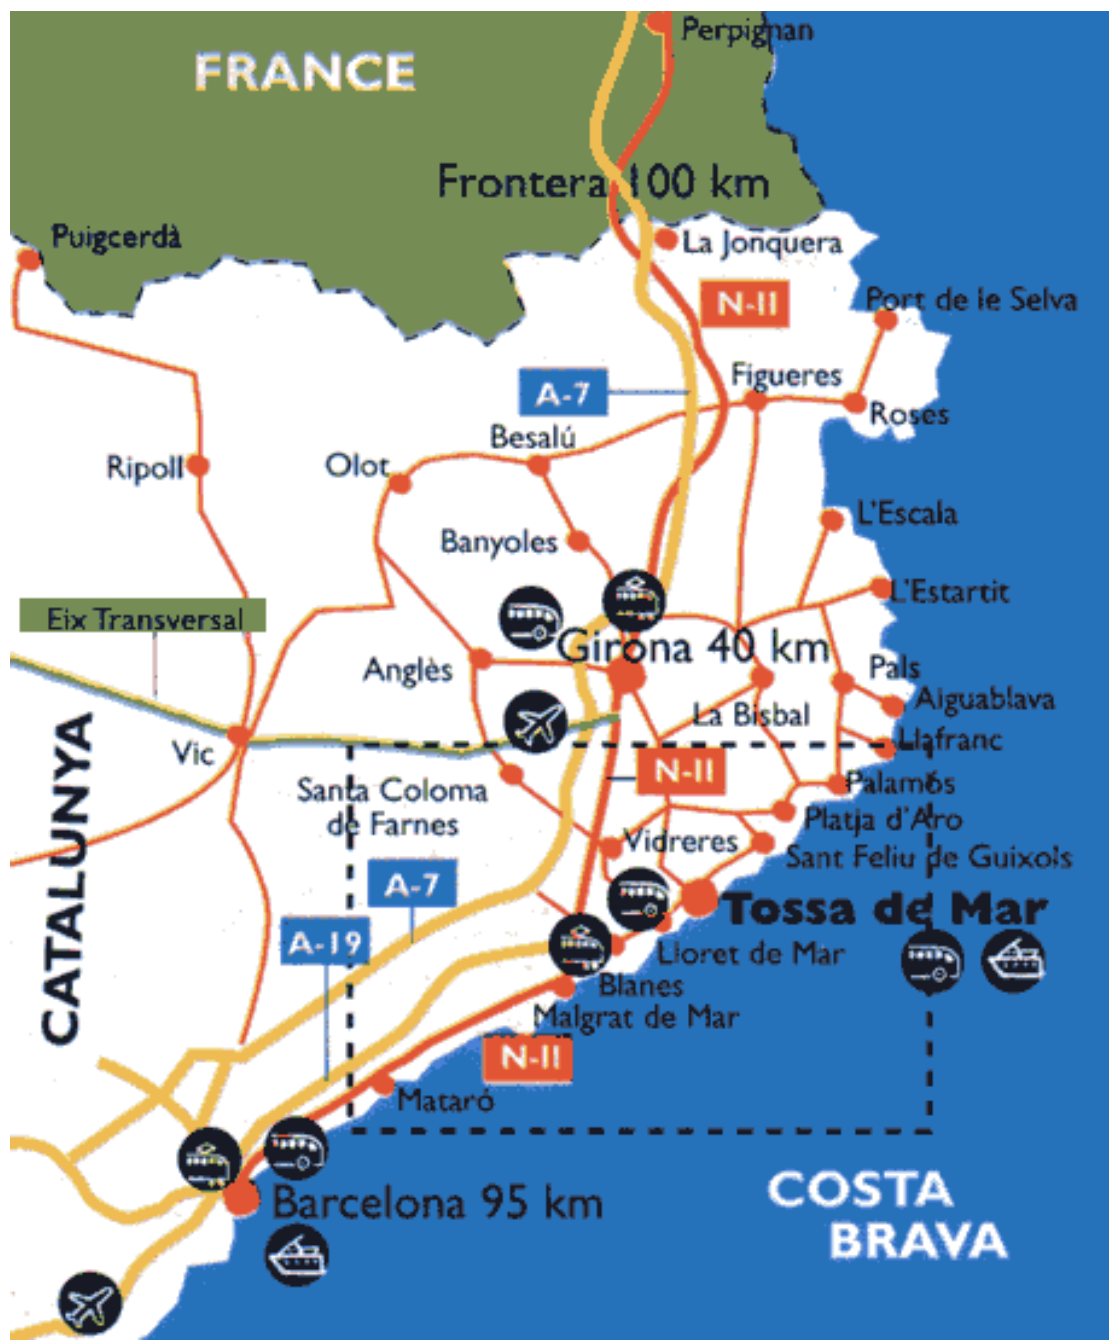 Perpignan
FRANCE
Frontera 100 km
Puigcerdà
La Jonquera
N-II
Port de le Selva
Figueres
A-7
Roses
Besalú
Olot
Ripoll
L'Escala
Banyoles
L'Estartit
Eix Transversal
Girona 40 km
Anglès
Pals
Aiguablava
La Bisbal
Llafranc
Vic
N-II
CATALUNYA
Santa Coloma
de Farnes
Palamós
Platja d'Aro
Vidreres
Sant Feliu de Guixols
A-7
Tossa de Mar
A-19
Lloret de Mar
Blanes
Malgrat de Mar
N-II
Mataró
COSTA
BRAVA
Barcelona 95 km